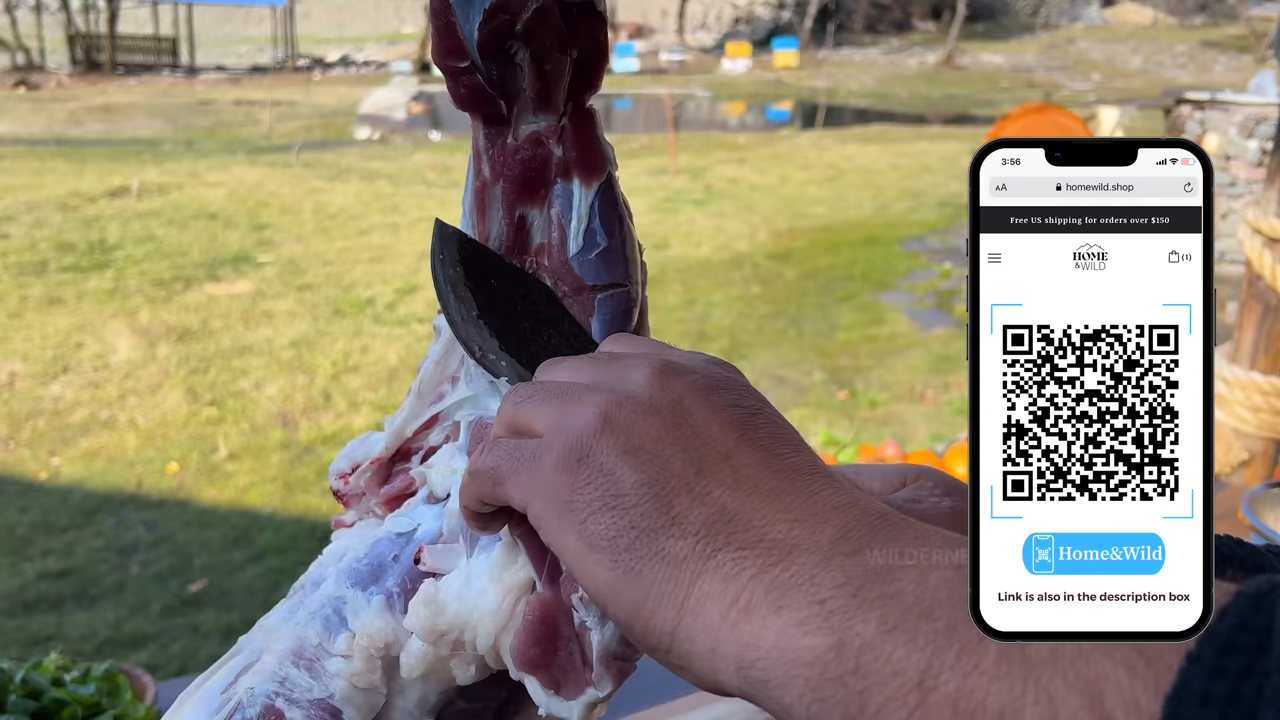 WILDERNE
3:56
AA
homewild.shop
Free US shipping for orders over $150
HOME
&WILD
(1)
Home&Wild
Link is also in the description box